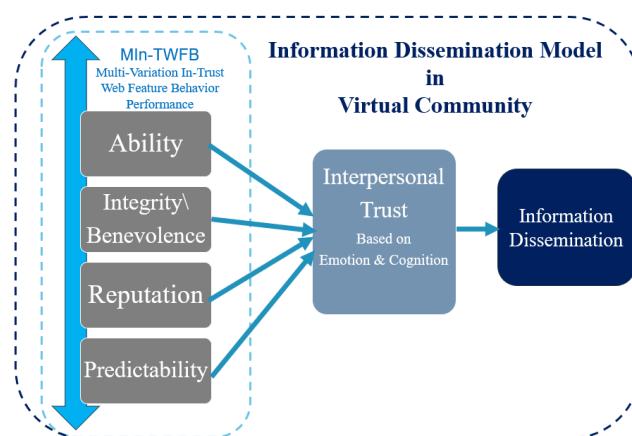 MIn-TWFB
Multi-Variation In-Trust
Web Feature Behavior
Performance
Information Dissemination Model
in
Virtual Community
Ability
Integrity\
Benevolence
Reputation
Predictability
Interpersonal
Trust
Based on
Emotion & Cognition
Information
Dissemination